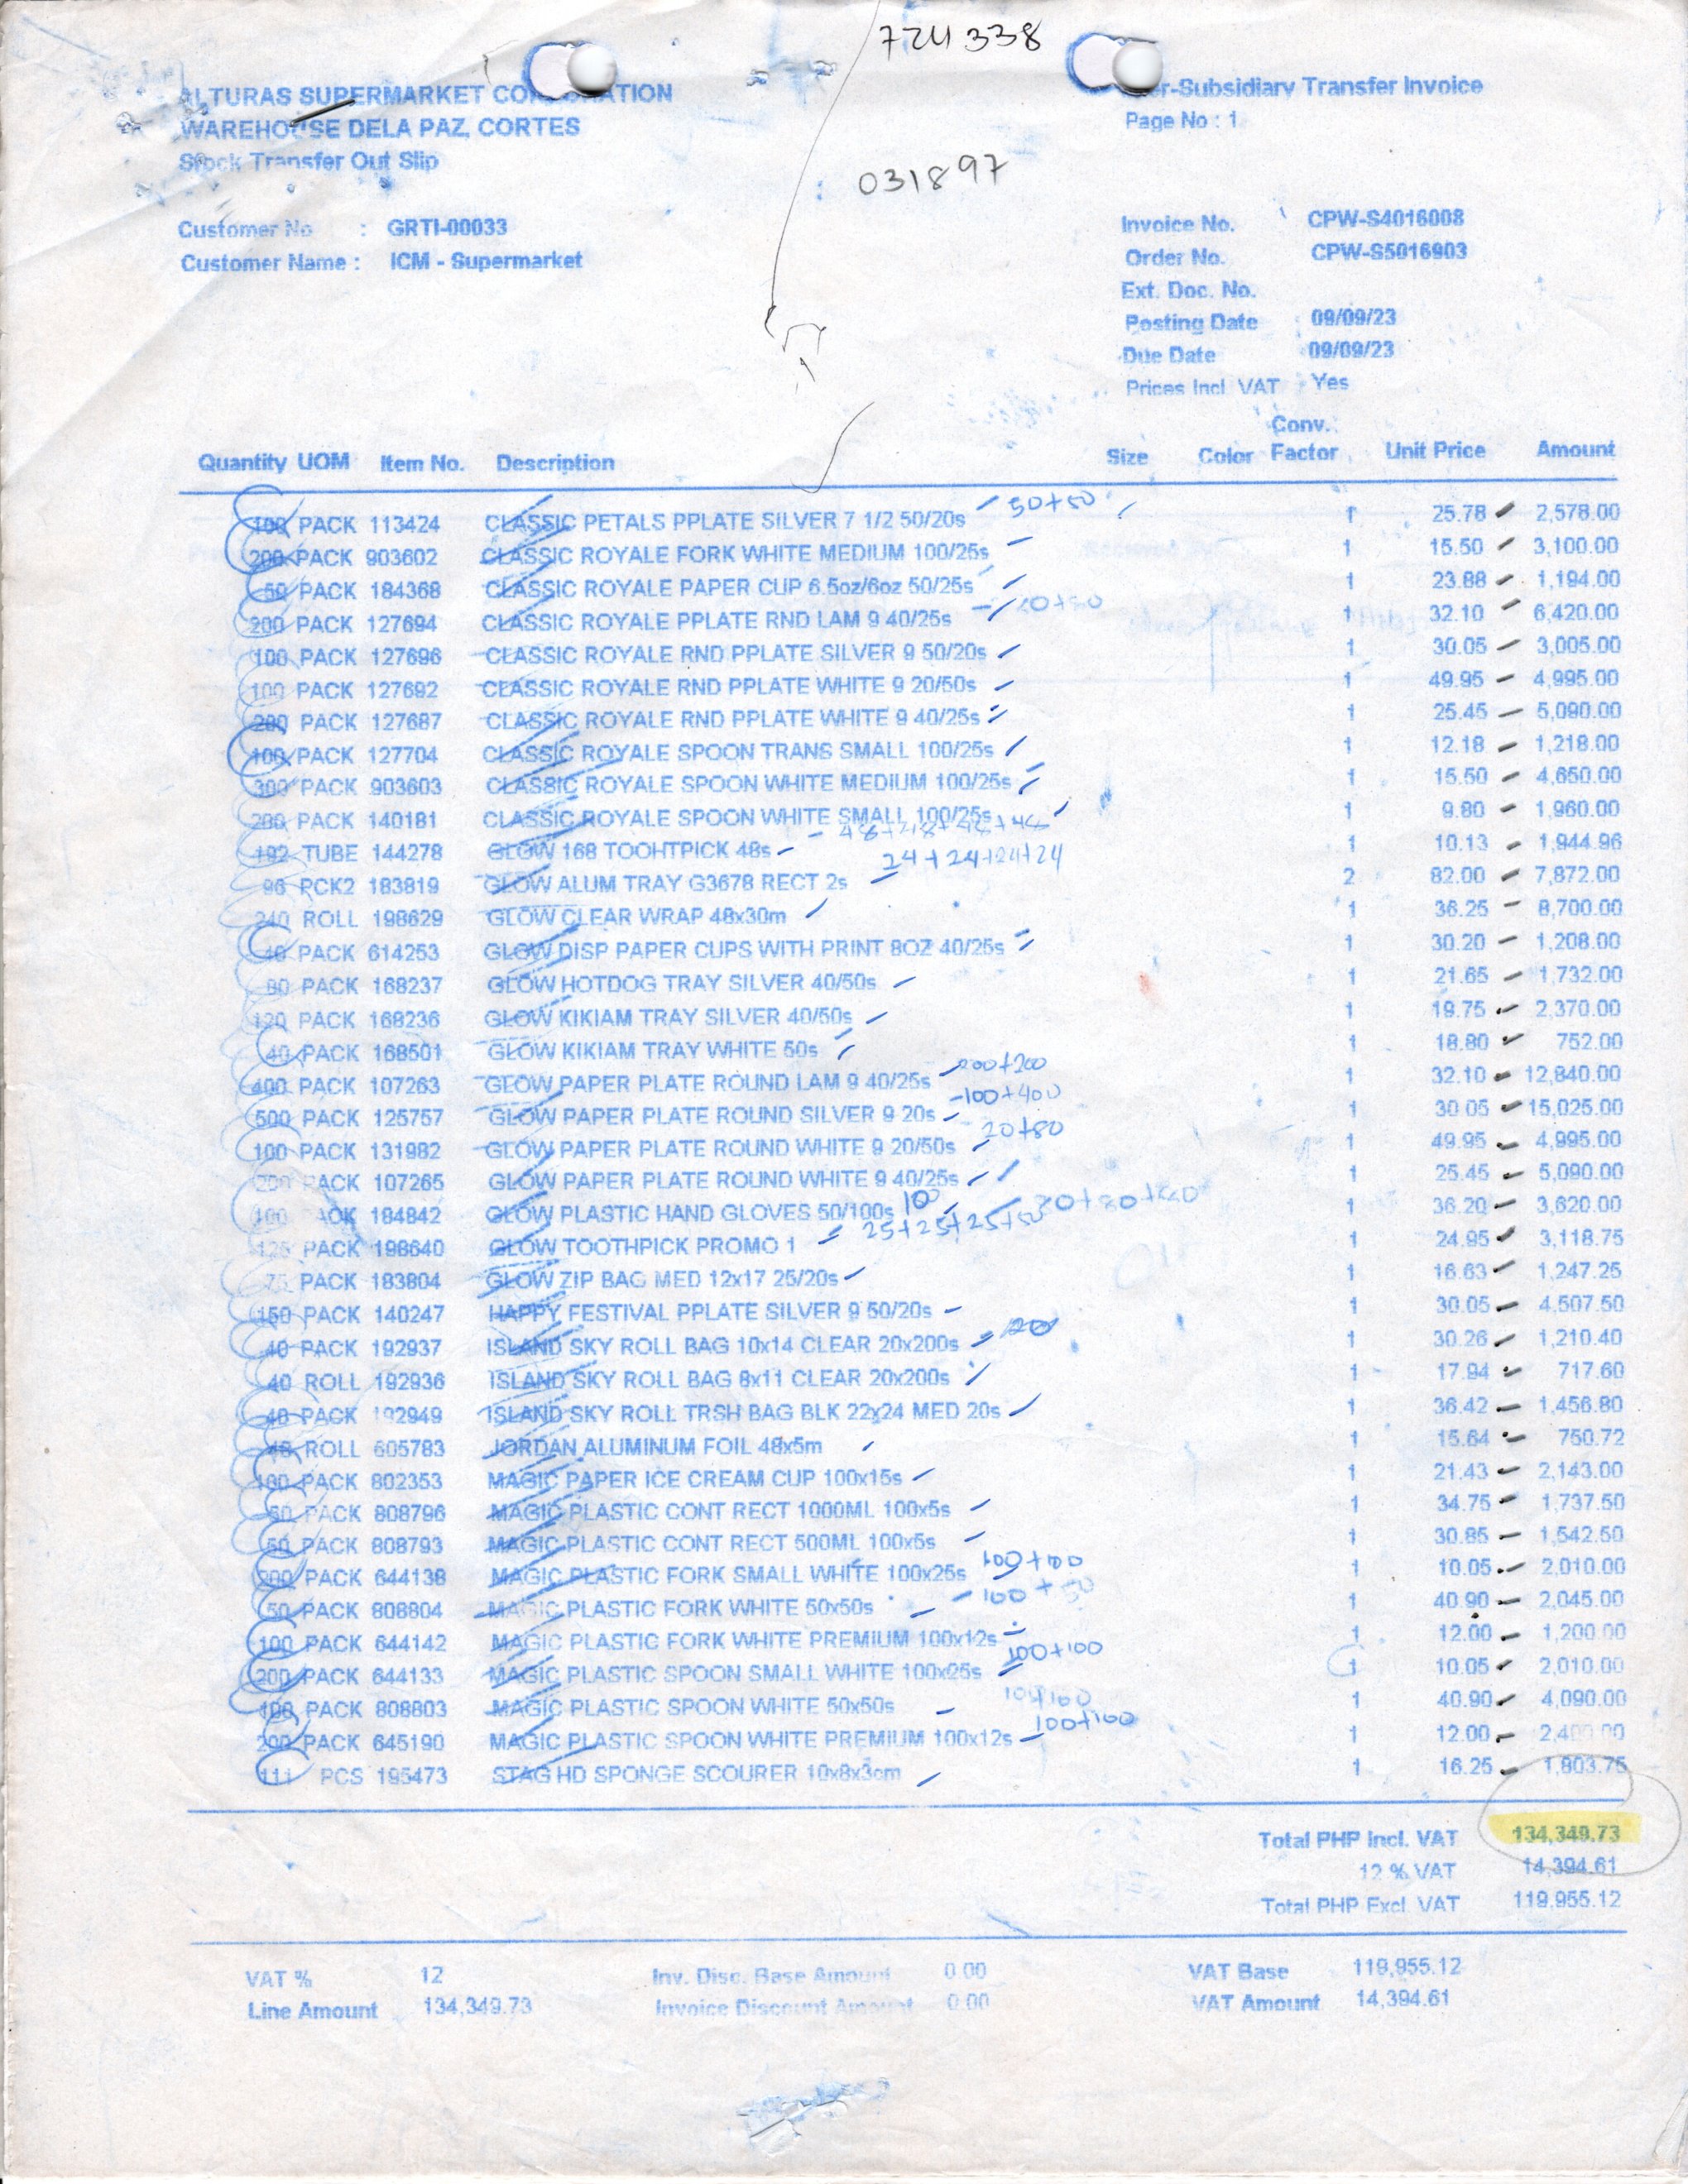 724338
ALTURAS SUPERMARKET CORPORATION
WAREHOUSE DELA PAZ, CORTES
Stock Transfer Out Slip
er-Subsidiary Transfer Invoice
Page No : 1
031897
Customer No : GRTI-00033
Customer Name : ICM - Supermarket
Invoice No. CPW-S4016008
Order No. CPW-S5016903
Ext. Doc. No.
Posting Date : 09/09/23
Due Date : 09/09/23
Prices Incl. VAT : Yes
Quantity UOM Item No. Description Size Color Conv. Factor Unit Price Amount
100 PACK 113424 CLASSIC PETALS PPLATE SILVER 7 1/2 50/20s 50+50 1 25.78 2,578.00
200 PACK 903602 CLASSIC ROYALE FORK WHITE MEDIUM 100/25s 1 15.50 3,100.00
50 PACK 184368 CLASSIC ROYALE PAPER CUP 6.5oz/6oz 50/25s 1 23.88 1,194.00
200 PACK 127694 CLASSIC ROYALE PPLATE RND LAM 9 40/25s 1 32.10 6,420.00
100 PACK 127696 CLASSIC ROYALE RND PPLATE SILVER 9 50/20s 1 30.05 3,005.00
100 PACK 127692 CLASSIC ROYALE RND PPLATE WHITE 9 20/50s 1 49.95 4,995.00
200 PACK 127687 CLASSIC ROYALE RND PPLATE WHITE 9 40/25s 1 25.45 5,090.00
100 PACK 127704 CLASSIC ROYALE SPOON TRANS SMALL 100/25s 1 12.18 1,218.00
300 PACK 903603 CLASSIC ROYALE SPOON WHITE MEDIUM 100/25s 1 15.50 4,650.00
200 PACK 140181 CLASSIC ROYALE SPOON WHITE SMALL 100/25s 1 9.80 1,960.00
192 TUBE 144278 GLOW 168 TOOHTPICK 48s 48+48+48+48 1 10.13 1,944.96
96 PCK2 183819 GLOW ALUM TRAY G3678 RECT 2s 24+24+24+24 2 82.00 7,872.00
240 ROLL 198629 GLOW CLEAR WRAP 48x30m 1 36.25 8,700.00
40 PACK 614253 GLOW DISP PAPER CUPS WITH PRINT 8OZ 40/25s 1 30.20 1,208.00
80 PACK 168237 GLOW HOTDOG TRAY SILVER 40/50s 1 21.65 1,732.00
120 PACK 168236 GLOW KIKIAM TRAY SILVER 40/50s 1 19.75 2,370.00
40 PACK 168501 GLOW KIKIAM TRAY WHITE 50s 1 18.80 752.00
400 PACK 107263 GLOW PAPER PLATE ROUND LAM 9 40/25s 200+200 1 32.10 12,840.00
500 PACK 125757 GLOW PAPER PLATE ROUND SILVER 9 20s 100+400 1 30.05 15,025.00
100 PACK 131982 GLOW PAPER PLATE ROUND WHITE 9 20/50s 20+80 1 49.95 4,995.00
200 PACK 107265 GLOW PAPER PLATE ROUND WHITE 9 40/25s 1 25.45 5,090.00
100 PACK 184842 GLOW PLASTIC HAND GLOVES 50/100s 1 36.20 3,620.00
125 PACK 198640 GLOW TOOTHPICK PROMO 1 25+25+25+50 1 24.95 3,118.75
75 PACK 183804 GLOW ZIP BAG MED 12x17 25/20s 1 16.63 1,247.25
150 PACK 140247 HAPPY FESTIVAL PPLATE SILVER 9 50/20s 1 30.05 4,507.50
40 PACK 192937 ISLAND SKY ROLL BAG 10x14 CLEAR 20x200s 1 30.26 1,210.40
40 ROLL 192936 ISLAND SKY ROLL BAG 8x11 CLEAR 20x200s 1 17.94 717.60
40 PACK 192949 ISLAND SKY ROLL TRSH BAG BLK 22x24 MED 20s 1 36.42 1,456.80
48 ROLL 605783 JORDAN ALUMINUM FOIL 48x5m 1 15.64 750.72
100 PACK 802353 MAGIC PAPER ICE CREAM CUP 100x15s 1 21.43 2,143.00
50 PACK 808796 MAGIC PLASTIC CONT RECT 1000ML 100x5s 1 34.75 1,737.50
50 PACK 808793 MAGIC PLASTIC CONT RECT 500ML 100x5s 1 30.85 1,542.50
200 PACK 644138 MAGIC PLASTIC FORK SMALL WHITE 100x25s 100+100 1 10.05 2,010.00
50 PACK 808804 MAGIC PLASTIC FORK WHITE 50x50s 1 40.90 2,045.00
100 PACK 644142 MAGIC PLASTIC FORK WHITE PREMIUM 100x12s 1 12.00 1,200.00
200 PACK 644133 MAGIC PLASTIC SPOON SMALL WHITE 100x25s 100+100 1 10.05 2,010.00
100 PACK 808803 MAGIC PLASTIC SPOON WHITE 50x50s 1 40.90 4,090.00
200 PACK 645190 MAGIC PLASTIC SPOON WHITE PREMIUM 100x12s 100+100 1 12.00 2,400.00
111 PCS 195473 STAG HD SPONGE SCOURER 10x8x3cm 1 16.25 1,803.75
Total PHP Incl. VAT 134,349.73
12 % VAT 14,394.61
Total PHP Excl. VAT 119,955.12
VAT % 12 Inv. Disc. Base Amount 0.00 VAT Base 119,955.12
Line Amount 134,349.73 Invoice Discount Amount 0.00 VAT Amount 14,394.61